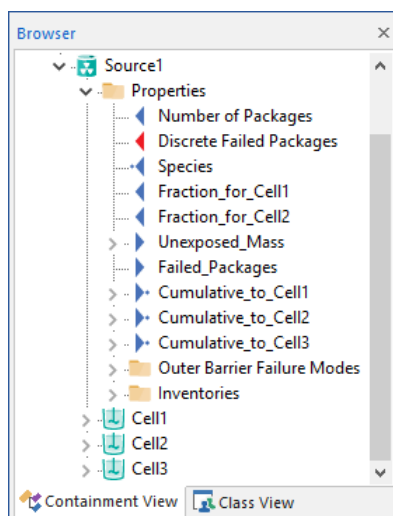 Browser
Source1
Properties
Number of Packages
Discrete Failed Packages
Species
Fraction_for_Cell1
Fraction_for_Cell2
Unexposed_Mass
Failed_Packages
Cumulative_to_Cell1
Cumulative_to_Cell2
Cumulative_to_Cell3
Outer Barrier Failure Modes
Inventories
Cell1
Cell2
Cell3
Containment View Class View